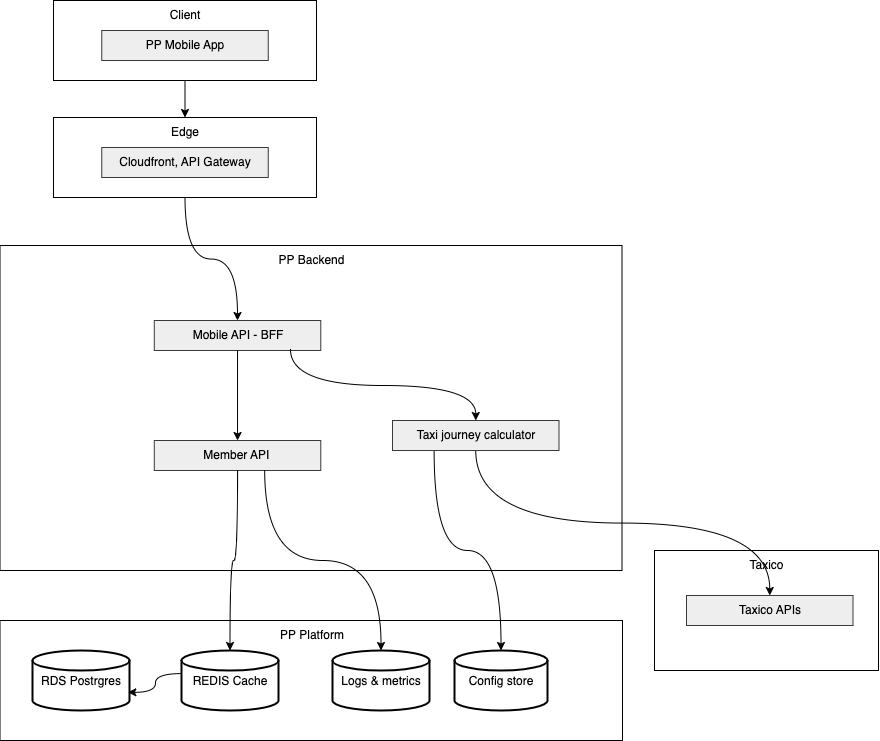 Client
PP Mobile App
Edge
Cloudfront, API Gateway
PP Backend
Mobile API - BFF
Taxi journey calculator
Member API
Taxico
Taxico APIs
PP Platform
RDS Postrgres
REDIS Cache
Logs & metrics
Config store